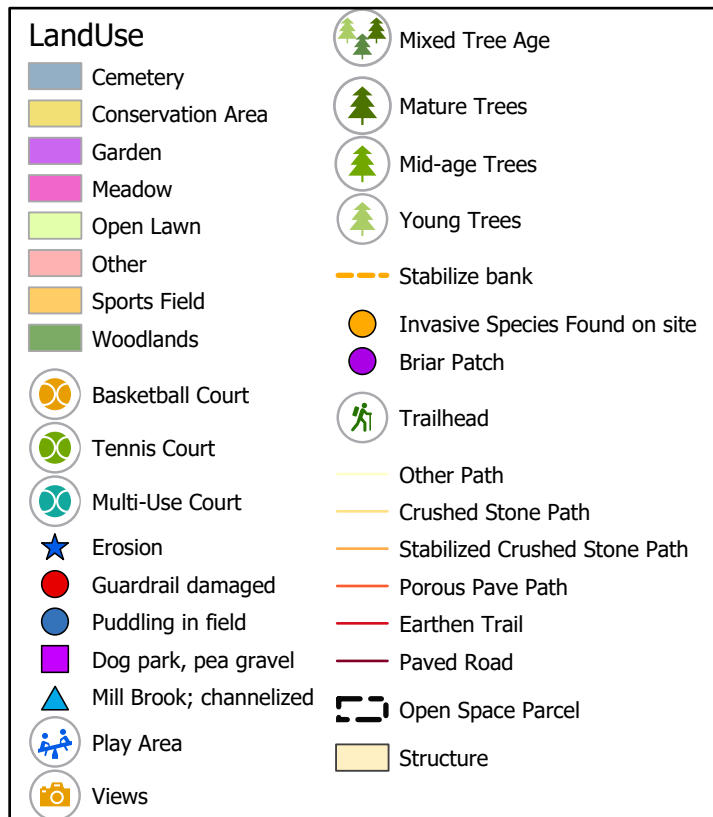 LandUse
Cemetery
Conservation Area
Garden
Meadow
Open Lawn
Other
Sports Field
Woodlands
Basketball Court
Tennis Court
Multi-Use Court
Erosion
Guardrail damaged
Puddling in field
Dog park, pea gravel
Mill Brook; channelized
Play Area
Views
Mixed Tree Age
Mature Trees
Mid-age Trees
Young Trees
Stabilize bank
Invasive Species Found on site
Briar Patch
Trailhead
Other Path
Crushed Stone Path
Stabilized Crushed Stone Path
Porous Pave Path
Earthen Trail
Paved Road
Open Space Parcel
Structure